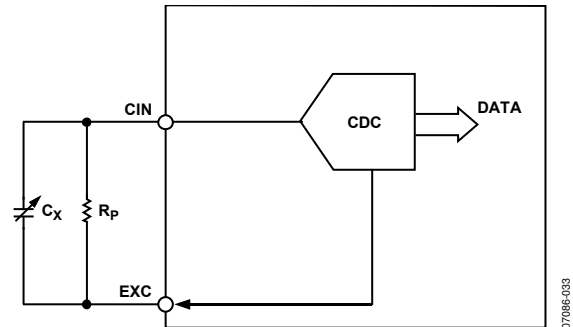 CIN
CDC
DATA
CX
RP
EXC
07086-033